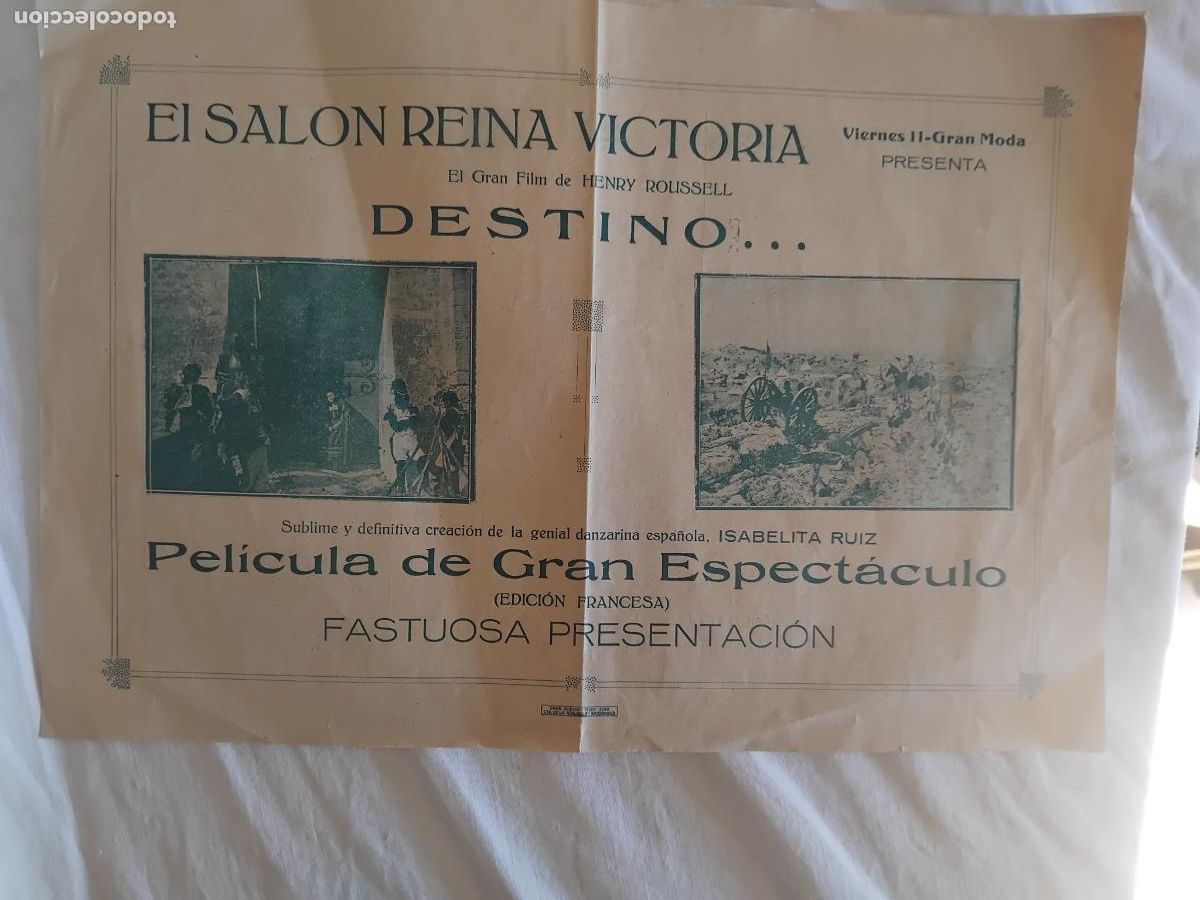 todocoleccion
El SALON REINA VICTORIA
Viernes 11-Gran Moda
PRESENTA
El Gran Film de HENRY ROUSSELL
DESTINO...
Sublime y definitiva creación de la genial danzarina española, ISABELITA RUIZ
Película de Gran Espectáculo
(EDICIÓN FRANCESA)
FASTUOSA PRESENTACIÓN